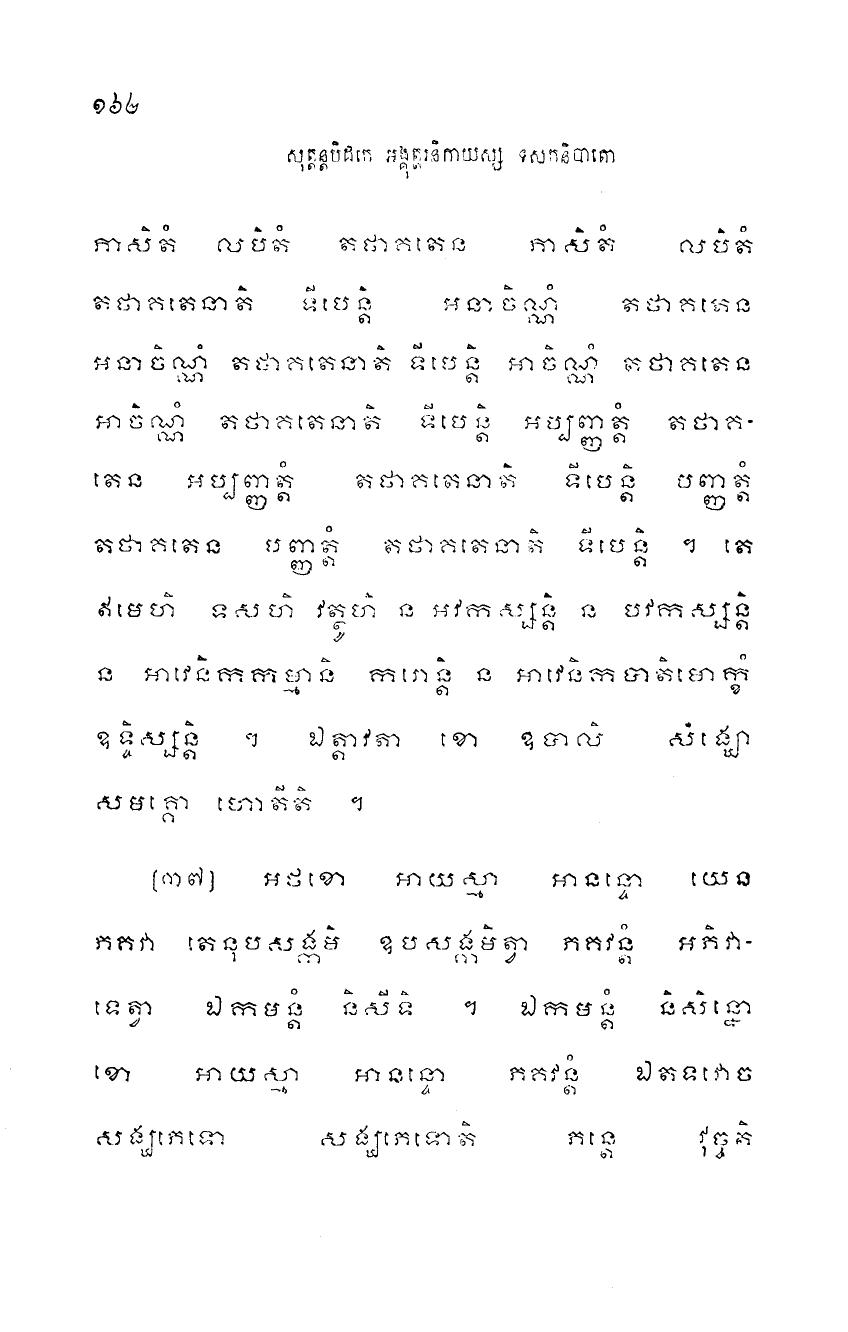 ១៦៤
សុត្តន្តបិដកេ អង្គុត្តរនិកាយស្ស ទសកនិបាតោ
ភាសិតំ លបិតំ តថាគតេន ភាសិតំ លបិតំ
តថាគតេនាតិ ទីបេន្តិ អនាចិណ្ណំ តថាគតេន
អនាចិណ្ណំ តថាគតេនាតិ ទីបេន្តិ អាចិណ្ណំ តថាគតេន
អាចិណ្ណំ តថាគតេនាតិ ទីបេន្តិ អប្បញ្ញត្តំ តថាគ-
តេន អប្បញ្ញត្តំ តថាគតេនាតិ ទីបេន្តិ បញ្ញត្តំ
តថាគតេន បញ្ញត្តំ តថាគតេនាតិ ទីបេន្តិ ។ តេ
ឥមេហិ ទសហិ វត្ថូហិ ន អវកស្សន្តិ ន បវកស្សន្តិ
ន អាវេនិកកម្មានិ ករោន្តិ ន អាវេនិកបាតិមោក្ខំ
ឧទ្ទិស្សន្តិ ។ ឯត្តាវតា ខោ ឧបាលិ សំង្ឃោ
សមគ្គោ ហោតីតិ ។
[៣៧] អថខោ អាយស្មា អានន្ទោ យេន
ភគវា តេនុបសង្កមិ ឧបសង្កមិត្វា ភគវន្តំ អភិវា-
ទេត្វា ឯកមន្តំ និសីទិ ។ ឯកមន្តំ និសិន្នោ
ខោ អាយស្មា អានន្ទោ ភគវន្តំ ឯតទវោច
សង្ឃភេទោ សង្ឃភេទោតិ ភន្តេ វុច្ចតិ